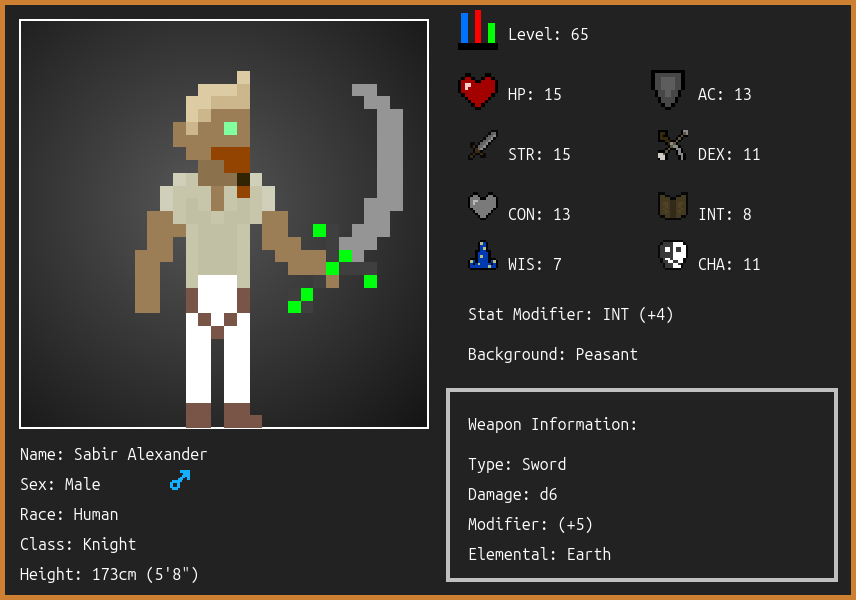 Level: 65
HP: 15
AC: 13
STR: 15
DEX: 11
CON: 13
INT: 8
WIS: 7
CHA: 11
Stat Modifier: INT (+4)
Background: Peasant
Weapon Information:
Type: Sword
Damage: d6
Modifier: (+5)
Elemental: Earth
Name: Sabir Alexander
Sex: Male
Race: Human
Class: Knight
Height: 173cm (5'8")